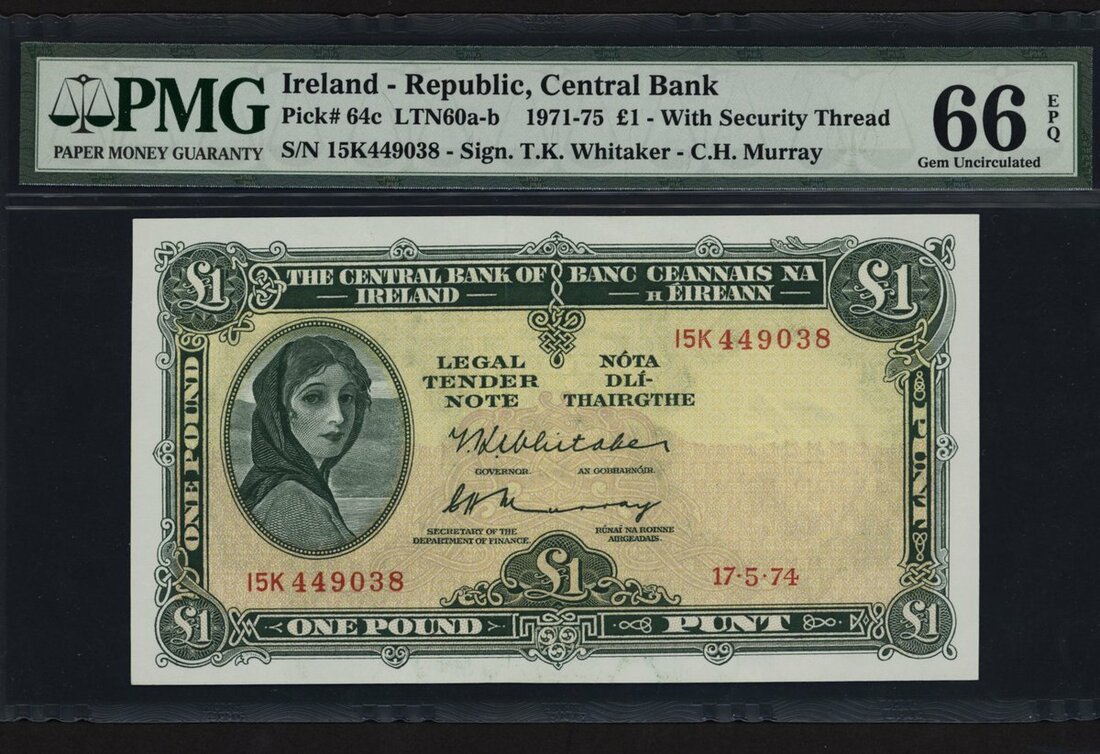 PMG
PAPER MONEY GUARANTY
Ireland - Republic, Central Bank
Pick# 64c LTN60a-b 1971-75 £1 - With Security Thread
S/N 15K449038 - Sign. T.K. Whitaker - C.H. Murray
66
EPQ
Gem Uncirculated
£1
THE CENTRAL BANK OF
IRELAND
BANC CEANNAIS NA
H ÉIREANN
£1
15K 449038
LEGAL
TENDER
NOTE
NÓTA
DLÍ-
THAIRGTHE
T.K. Whitaker
GOVERNOR. AN GOBHARNÓIR.
C H Murray
SECRETARY OF THE
DEPARTMENT OF FINANCE.
RÚNAÍ NA ROINNE
AIRGEADAIS.
ONE POUND
PUNT
15K 449038
£1
17·5·74
£1
ONE POUND
PUNT
£1